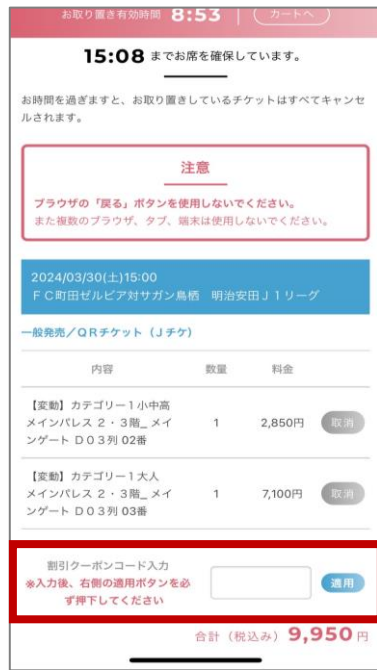 お取り置き有効時間 8:53 カートへ
15:08 までお席を確保しています。
お時間を過ぎますと、お取り置きしているチケットはすべてキャンセ
ルされます。
注意
ブラウザの「戻る」ボタンを使用しないでください。
また複数のブラウザ、タブ、端末は使用しないでください。
2024/03/30(土)15:00
ＦＣ町田ゼルビア対サガン鳥栖 明治安田Ｊ１リーグ
一般発売／ＱＲチケット（Ｊチケ）
内容 数量 料金
【変動】カテゴリー１小中高
メインパレス ２・３階_メイ
ンゲート Ｄ０３列 02番
1 2,850円 取消
【変動】カテゴリー１大人
メインパレス ２・３階_メイ
ンゲート Ｄ０３列 03番
1 7,100円 取消
割引クーポンコード入力
※入力後、右側の適用ボタンを必
ず押下してください
適用
合計（税込み）9,950円